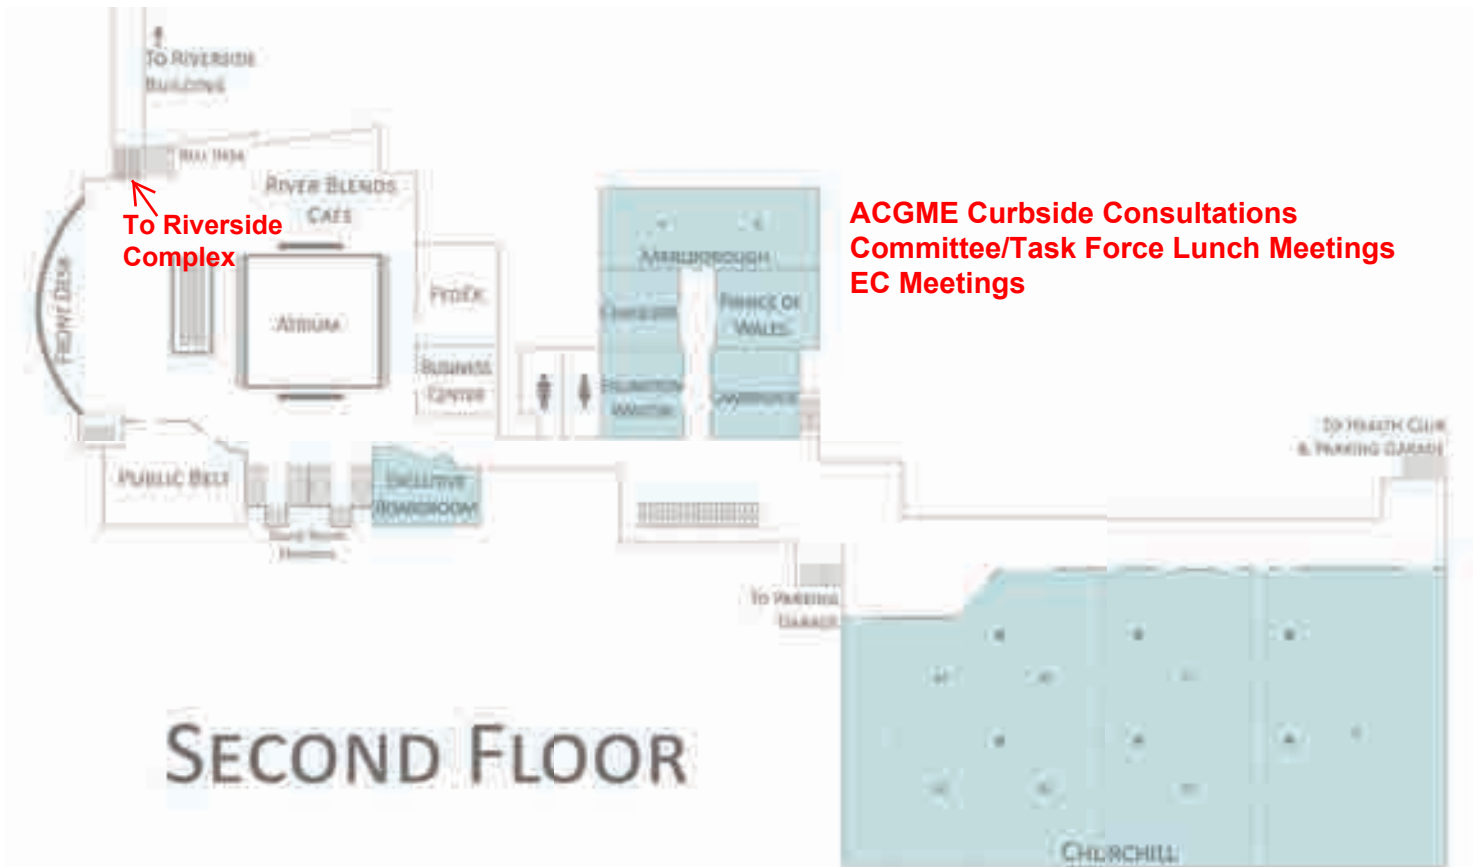 To Riverside
Building
Bell Desk
River Blends
Cafe
To Riverside
Complex
Front Desk
Atrium
FedEx
Business
Center
Marlborough
Prince of
Wales
ACGME Curbside Consultations
Committee/Task Force Lunch Meetings
EC Meetings
Public Belt
Executive
Boardroom
To Health Club
& Parking Garage
To Parking
Garage
Second Floor
Churchill